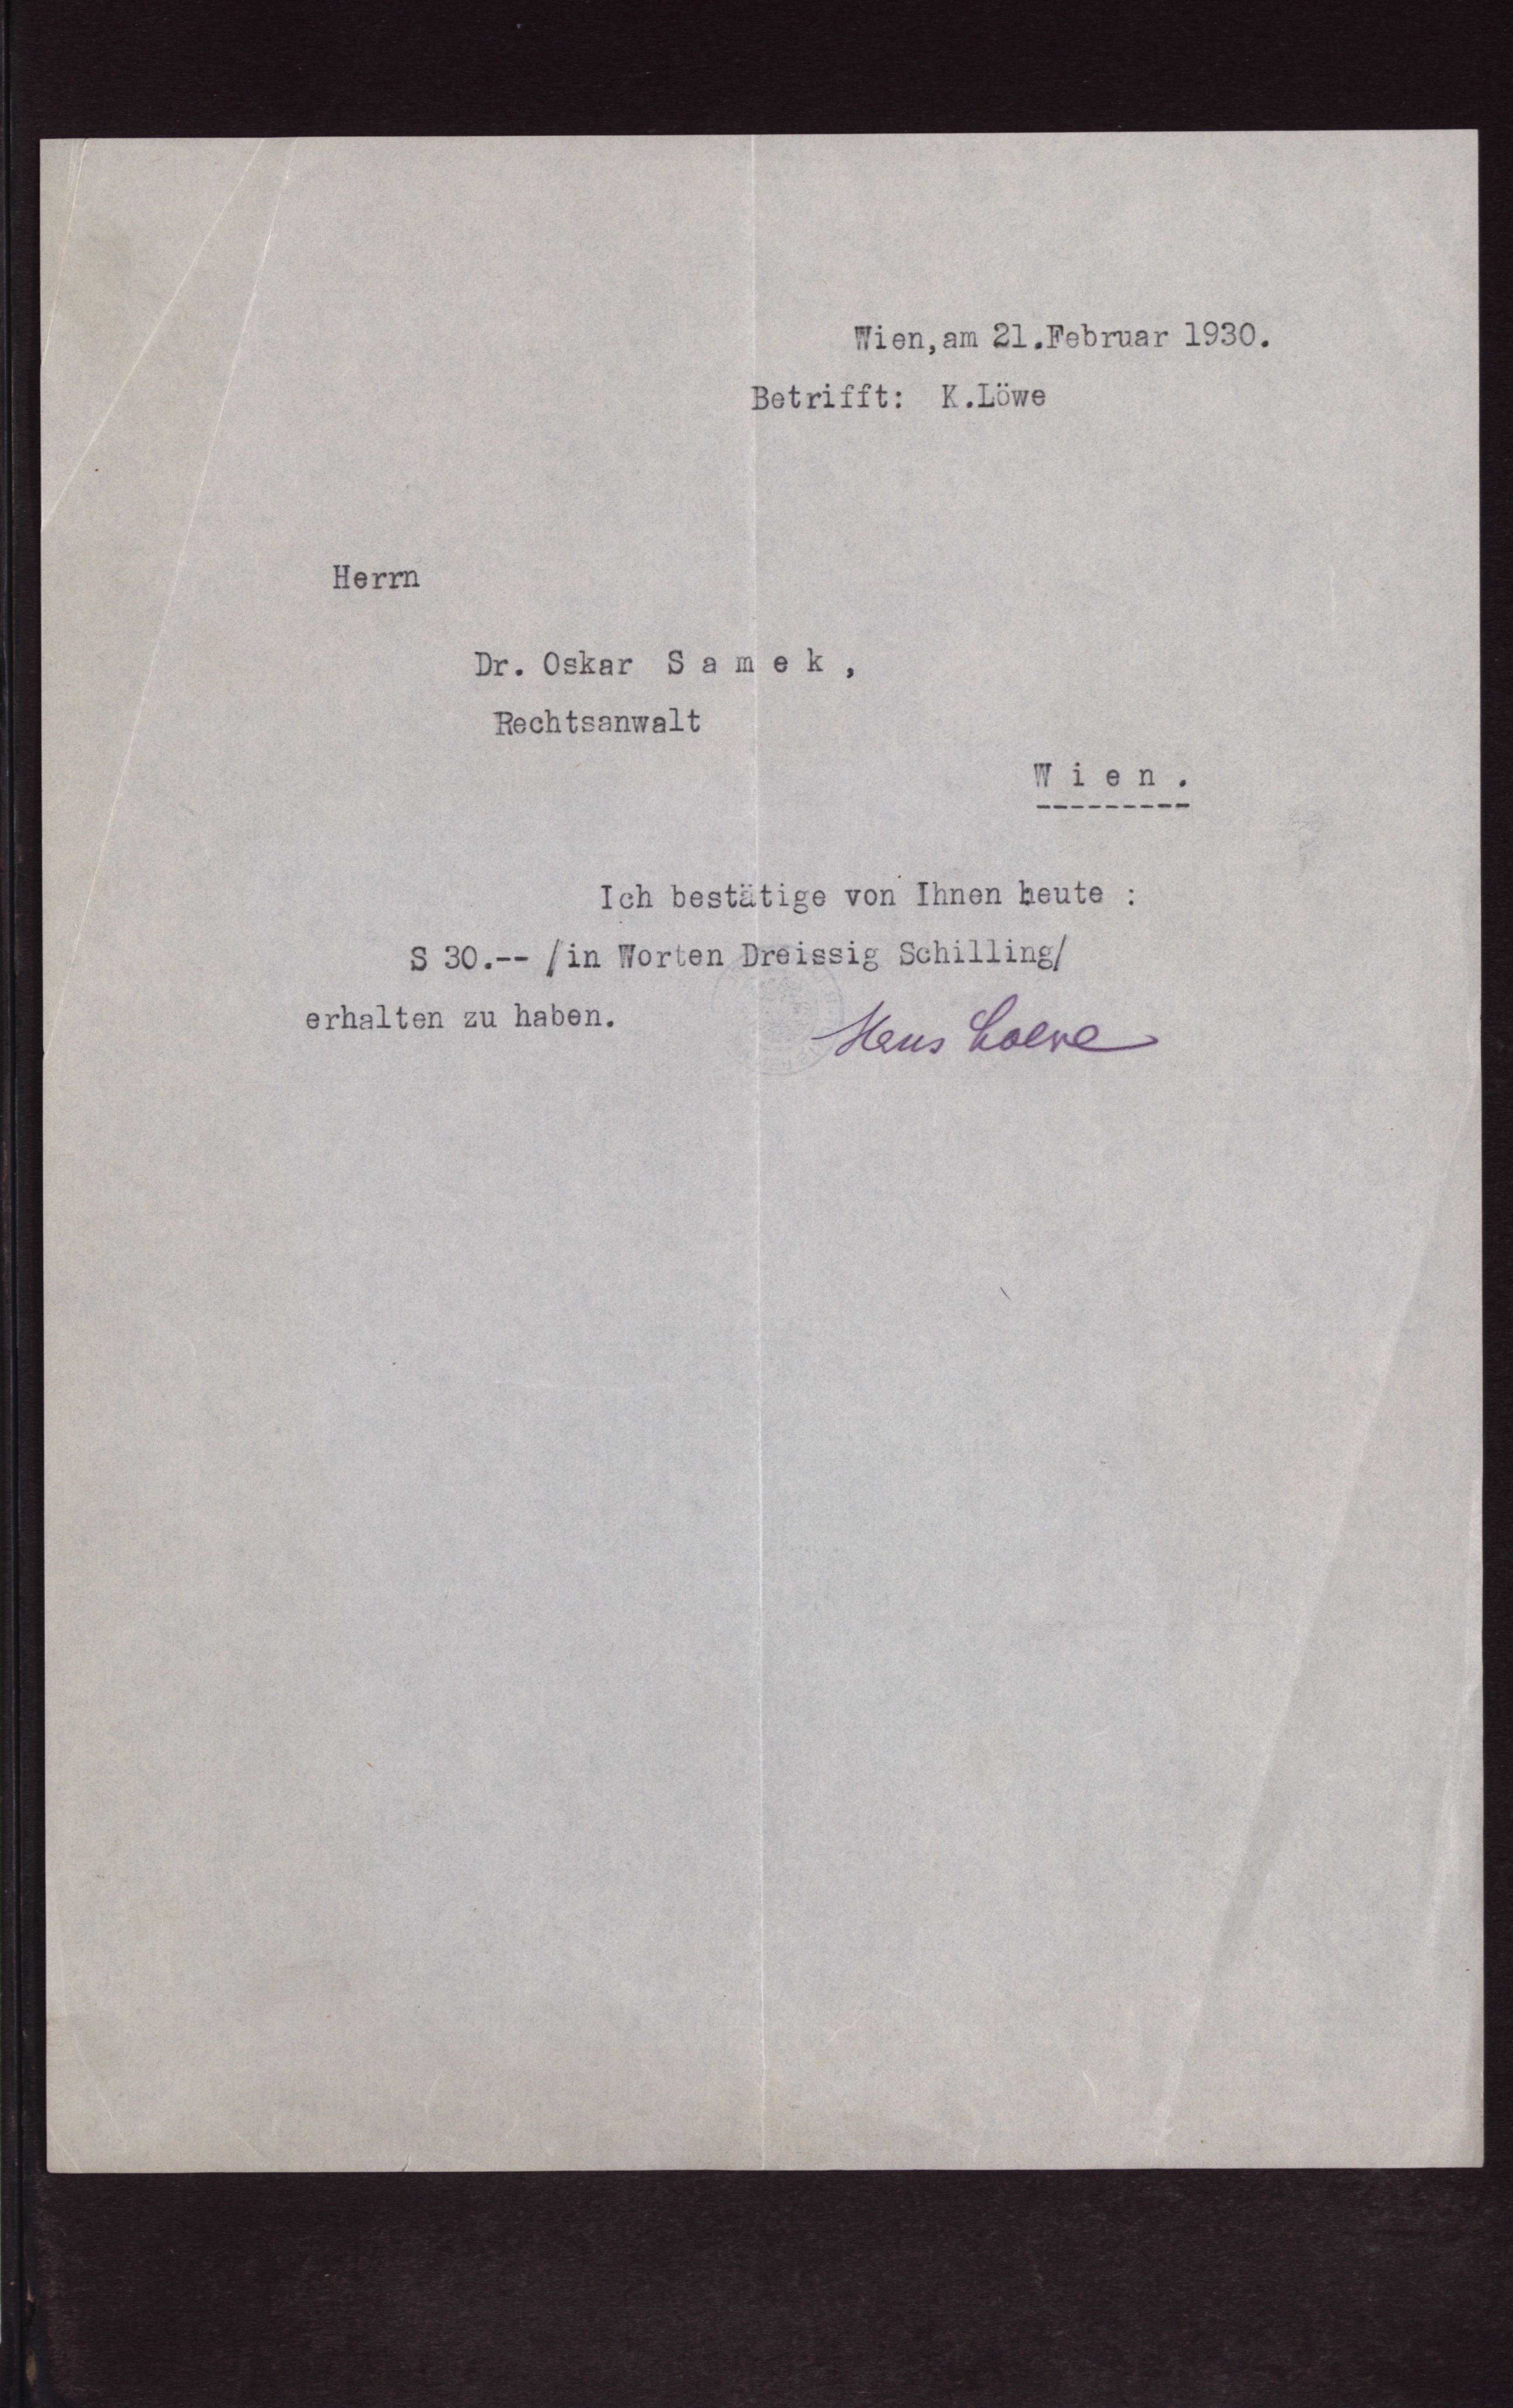 Wien,am 21.Februar 1930.
Betrifft: K.Löwe
Herrn
Dr. Oskar S a m e k ,
Rechtsanwalt
W i e n .
---------
Ich bestätige von Ihnen heute :
S 30.-- /in Worten Dreissig Schilling/
erhalten zu haben.
Hans Loewe